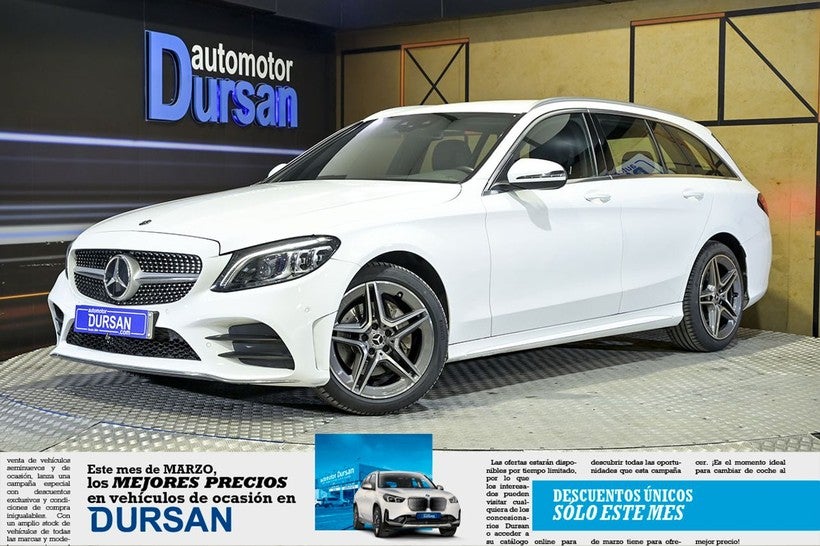 automotor
Dursan
automotor
DURSAN
.com
venta de vehículos
seminuevos y de
ocasión, lanza una
campaña especial
con descuentos
exclusivos y condi-
ciones de compra
inigualables. Con
un amplio stock de
vehículos de todas
las marcas y mode-
Este mes de MARZO,
los MEJORES PRECIOS
en vehículos de ocasión en
DURSAN
automotor Dursan
Las ofertas estarán dispo-
nibles por tiempo limitado,
por lo que
los interesa-
dos pueden
visitar cual-
quiera de los
concesiona-
rios Dursan
o acceder a
su catálogo online para
descubrir todas las oportu-
nidades que esta campaña
de marzo tiene para ofre-
cer. ¡Es el momento ideal
para cambiar de coche al
mejor precio!
DESCUENTOS ÚNICOS
SÓLO ESTE MES